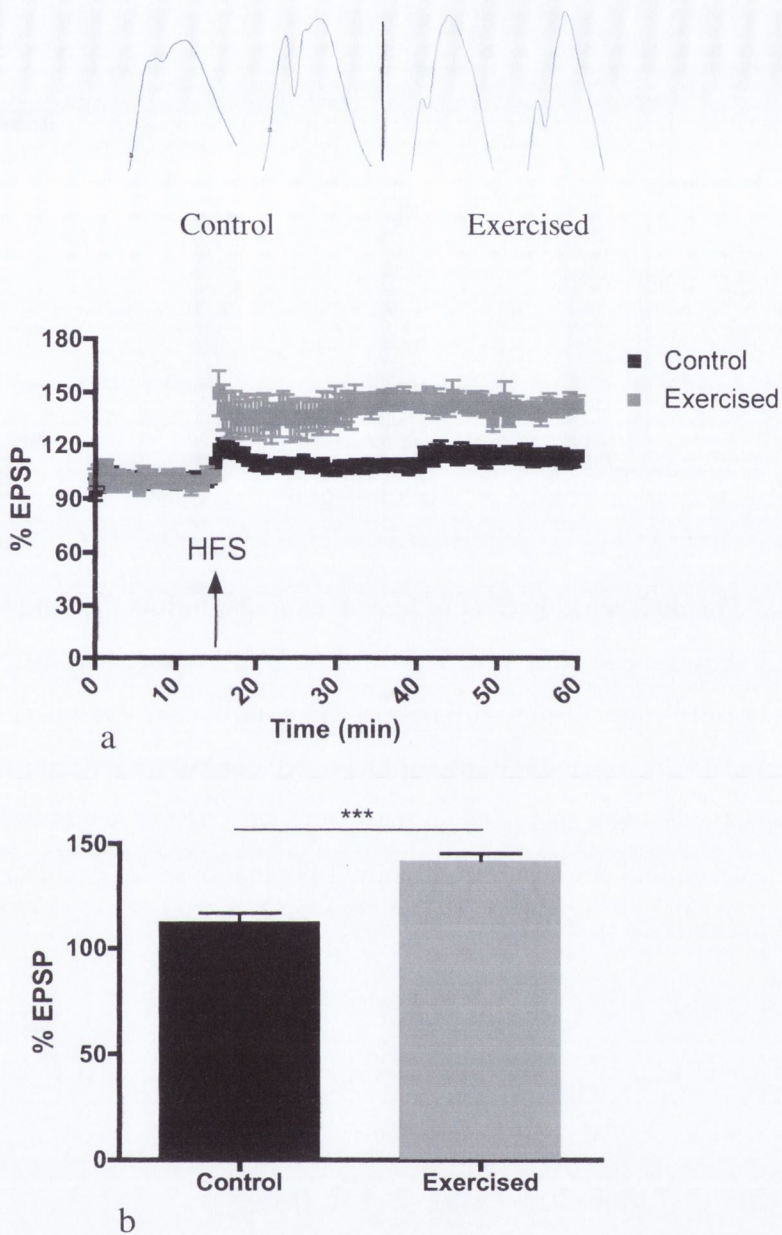 Control Exercised
180
150
120
90
60
30
0
% EPSP
HFS
Control
Exercised
0 10 20 30 40 50 60
Time (min)
a
***
150
100
50
0
% EPSP
Control Exercised
b